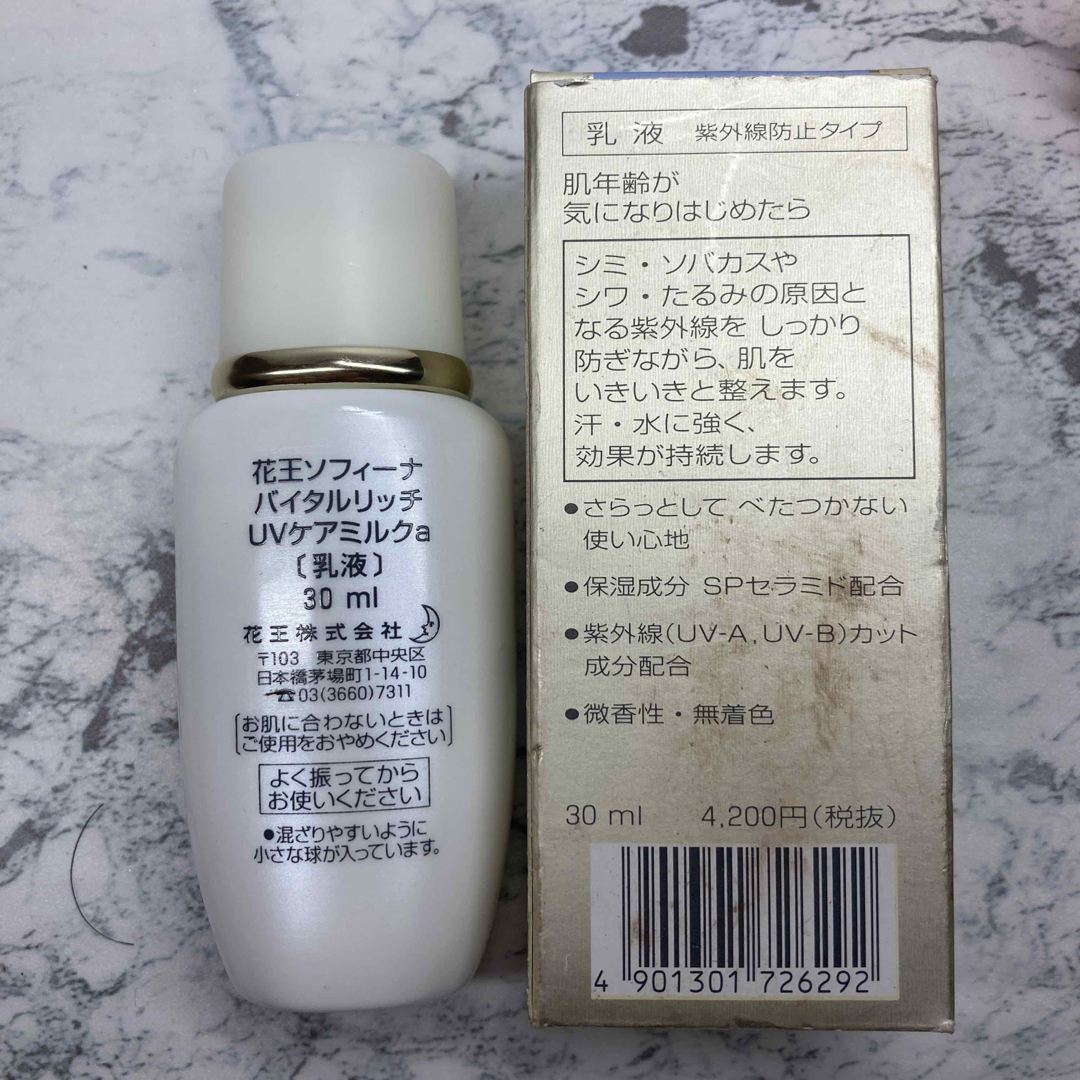 花王ソフィーナ
バイタルリッチ
UVケアミルクa
〔乳液〕
30 ml
花王株式会社
〒103 東京都中央区
日本橋茅場町1-14-10
☎03(3660)7311
お肌に合わないときは
ご使用をおやめください
よく振ってから
お使いください
●混ざりやすいように
小さな球が入っています。
乳液 紫外線防止タイプ
肌年齢が
気になりはじめたら
シミ・ソバカスや
シワ・たるみの原因と
なる紫外線を しっかり
防ぎながら、肌を
いきいきと整えます。
汗・水に強く、
効果が持続します。
●さらっとして べたつかない
使い心地
●保湿成分 SPセラミド配合
●紫外線(UV-A,UV-B)カット
成分配合
●微香性・無着色
30 ml 4,200円(税抜)
4 901301 726292